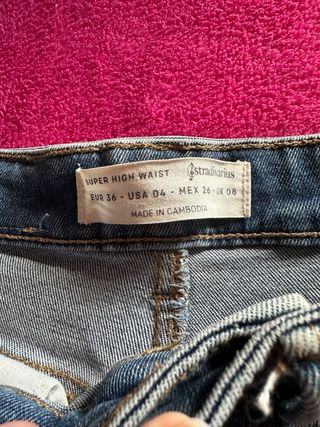 SUPER HIGH WAIST stradivarius
EUR 36 - USA 04 - MEX 26 - UK 08
MADE IN CAMBODIA